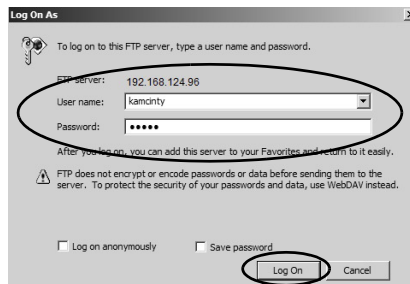 Log On As
To log on to this FTP server, type a user name and password.
FTP server: 192.168.124.96
User name: kamcinty
Password: •••••
After you log on, you can add this server to your Favorites and return to it easily.
FTP does not encrypt or encode passwords or data before sending them to the
server. To protect the security of your passwords and data, use WebDAV instead.
Log on anonymously Save password
Log On Cancel